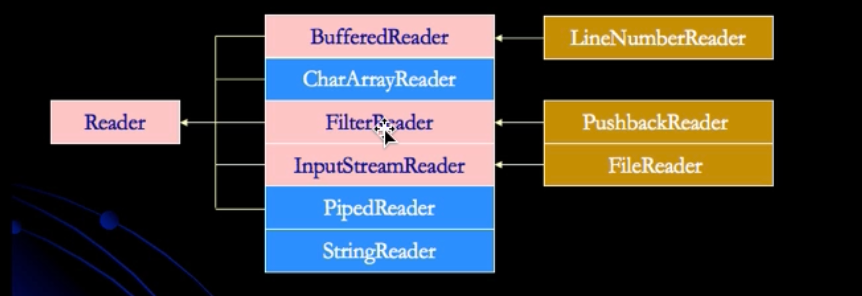 BufferedReader
LineNumberReader
CharArrayReader
Reader
FilterReader
PushbackReader
InputStreamReader
FileReader
PipedReader
StringReader